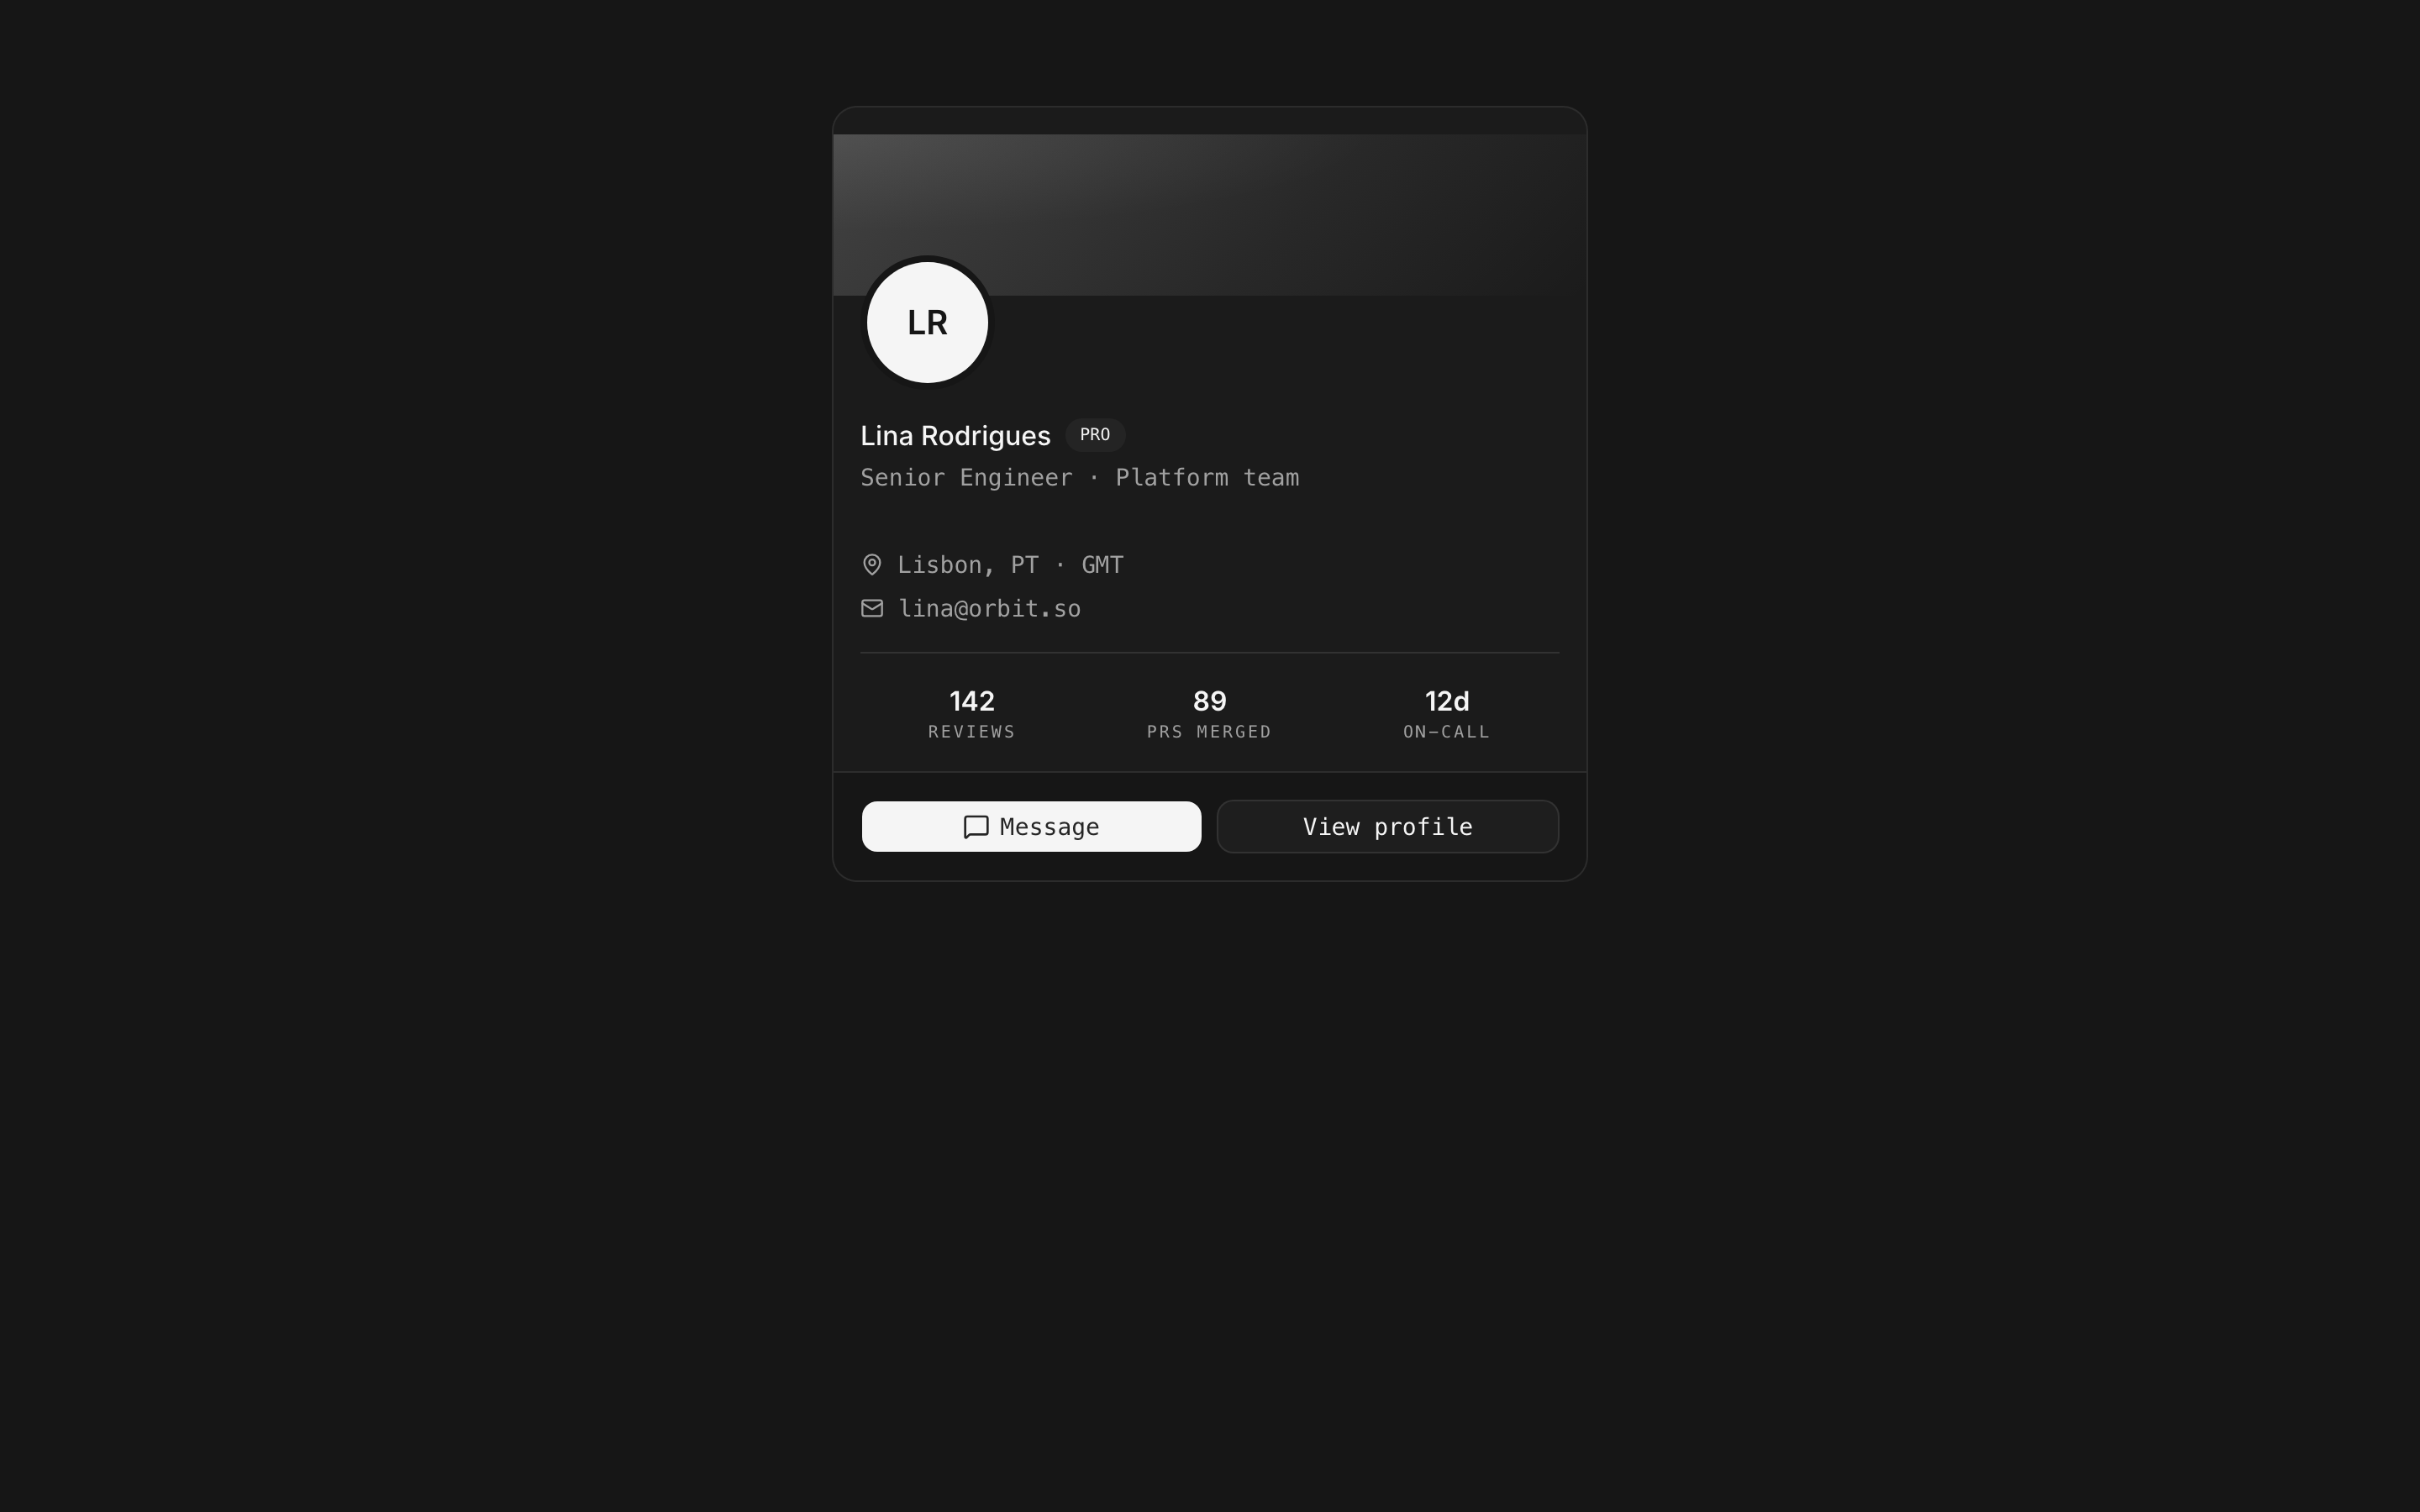 LR
Lina Rodrigues PRO
Senior Engineer · Platform team
Lisbon, PT · GMT
lina@orbit.so
142 89 12d
REVIEWS PRS MERGED ON-CALL
Message View profile